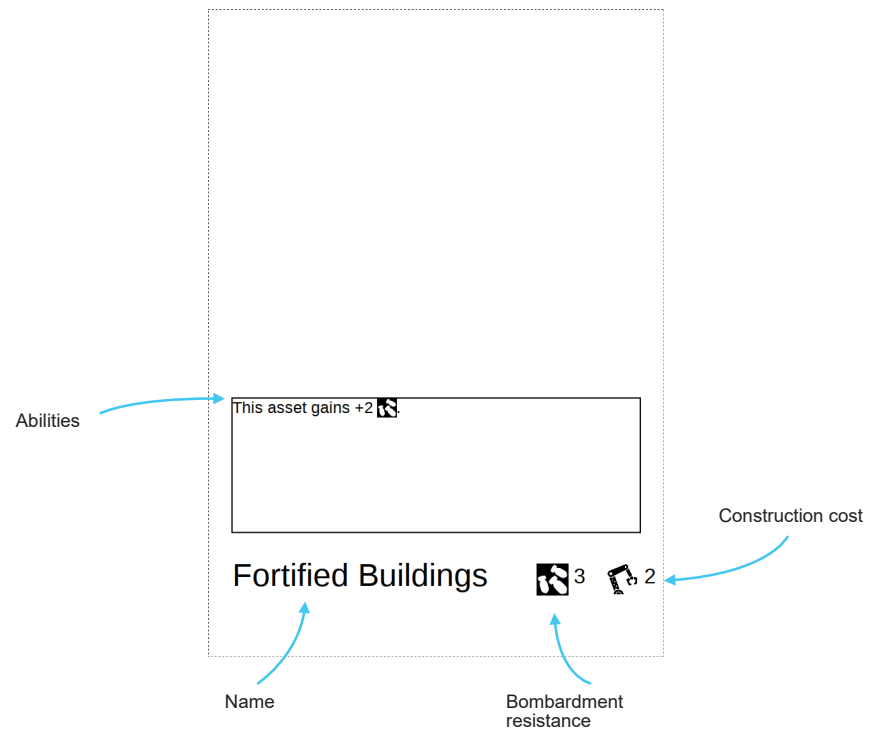 This asset gains +2 .
Abilities
Construction cost
Fortified Buildings 3 2
Name
Bombardment
resistance